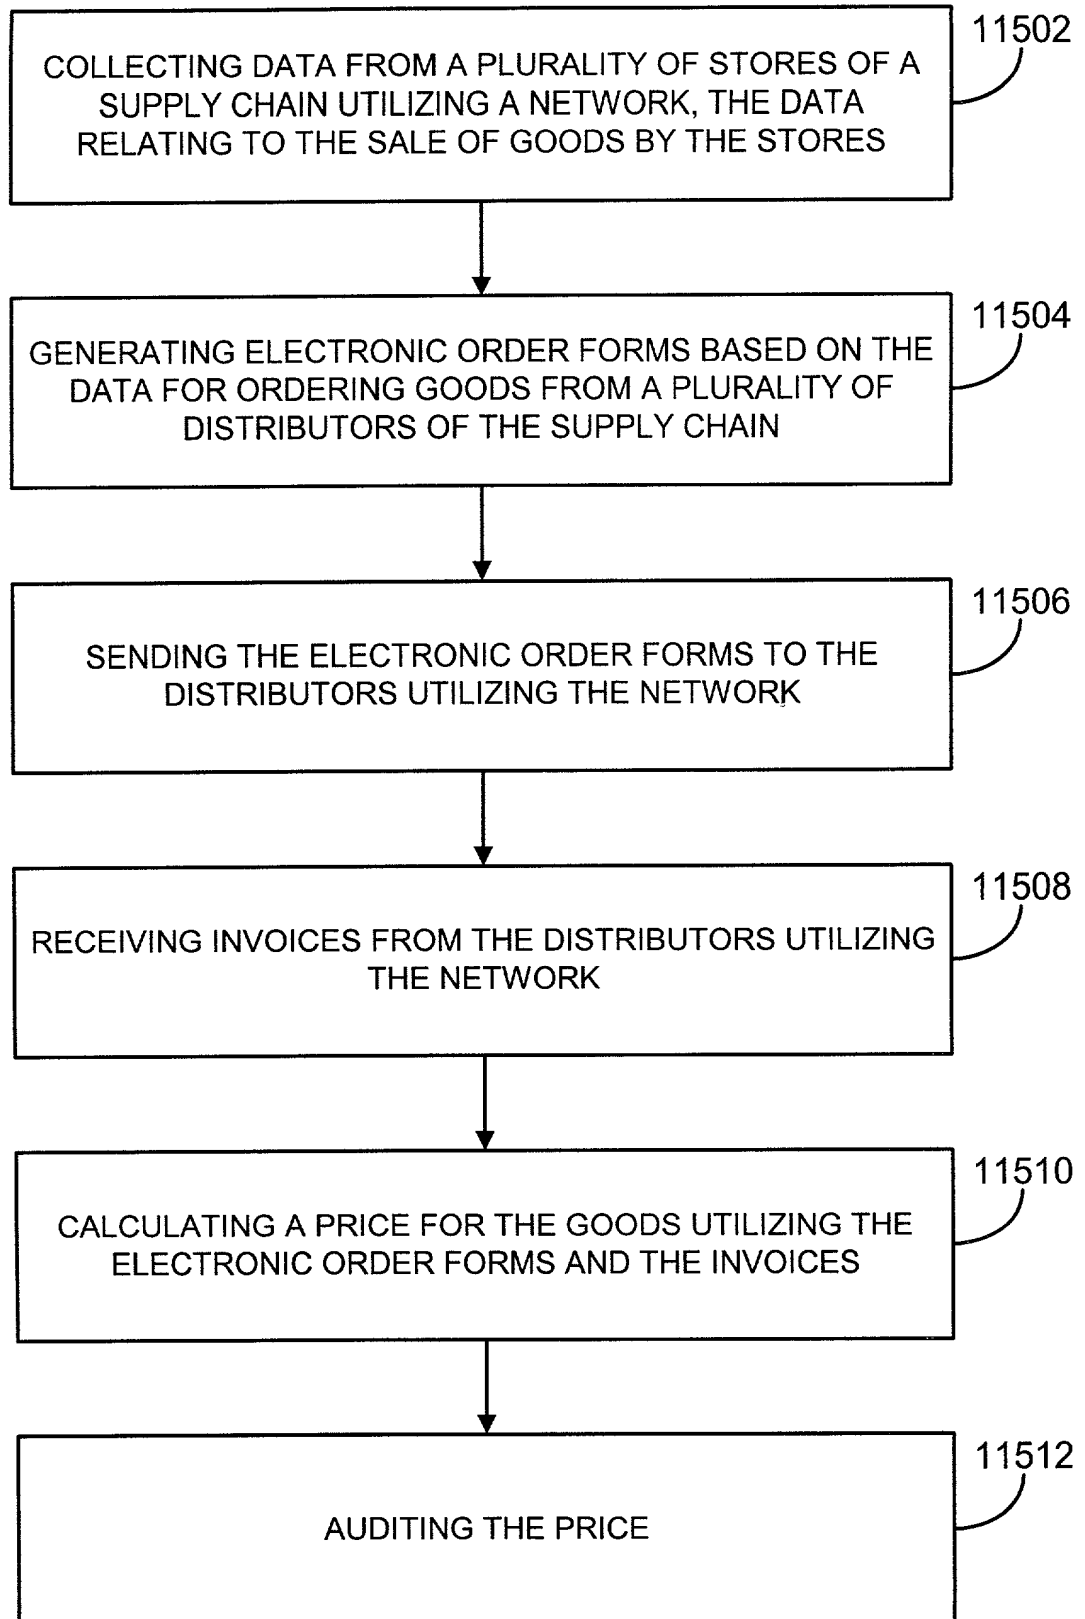 11502
COLLECTING DATA FROM A PLURALITY OF STORES OF A
SUPPLY CHAIN UTILIZING A NETWORK, THE DATA
RELATING TO THE SALE OF GOODS BY THE STORES
11504
GENERATING ELECTRONIC ORDER FORMS BASED ON THE
DATA FOR ORDERING GOODS FROM A PLURALITY OF
DISTRIBUTORS OF THE SUPPLY CHAIN
11506
SENDING THE ELECTRONIC ORDER FORMS TO THE
DISTRIBUTORS UTILIZING THE NETWORK
11508
RECEIVING INVOICES FROM THE DISTRIBUTORS UTILIZING
THE NETWORK
11510
CALCULATING A PRICE FOR THE GOODS UTILIZING THE
ELECTRONIC ORDER FORMS AND THE INVOICES
11512
AUDITING THE PRICE